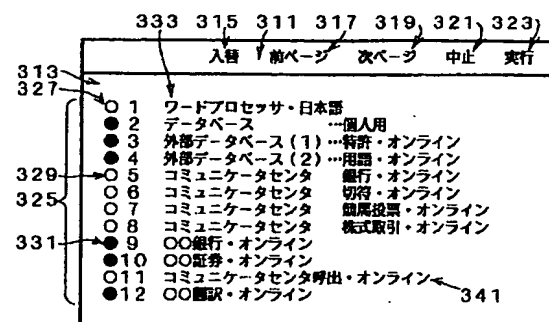 333 315 311 317 319 321 323
入替 前ページ 次ページ 中止 実行
313
327
○ 1 ワードプロセッサ・日本語
● 2 データベース …個人用
● 3 外部データベース(1)…特許・オンライン
● 4 外部データベース(2)…用語・オンライン
329 ○ 5 コミュニケータセンタ 銀行・オンライン
325 ○ 6 コミュニケータセンタ 切符・オンライン
○ 7 コミュニケータセンタ 競馬投票・オンライン
○ 8 コミュニケータセンタ 株式取引・オンライン
331 ● 9 ○○銀行・オンライン
●10 ○○証券・オンライン
○11 コミュニケータセンタ呼出・オンライン
●12 ○○翻訳・オンライン 341